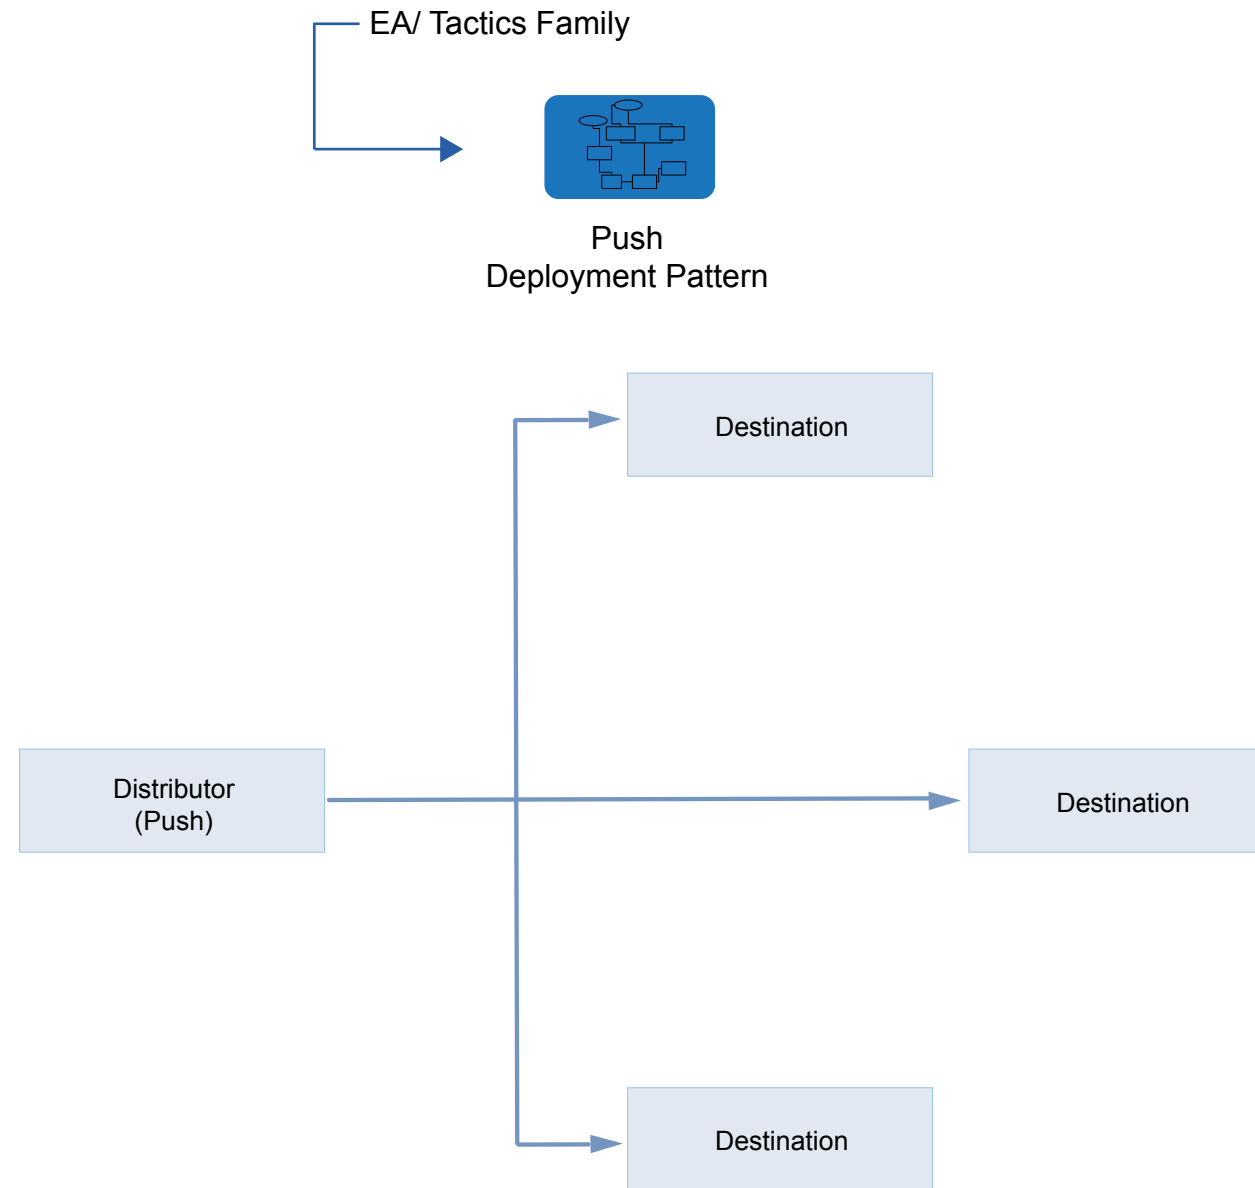 EA/ Tactics Family
Push
Deployment Pattern
Destination
Distributor
(Push)
Destination
Destination